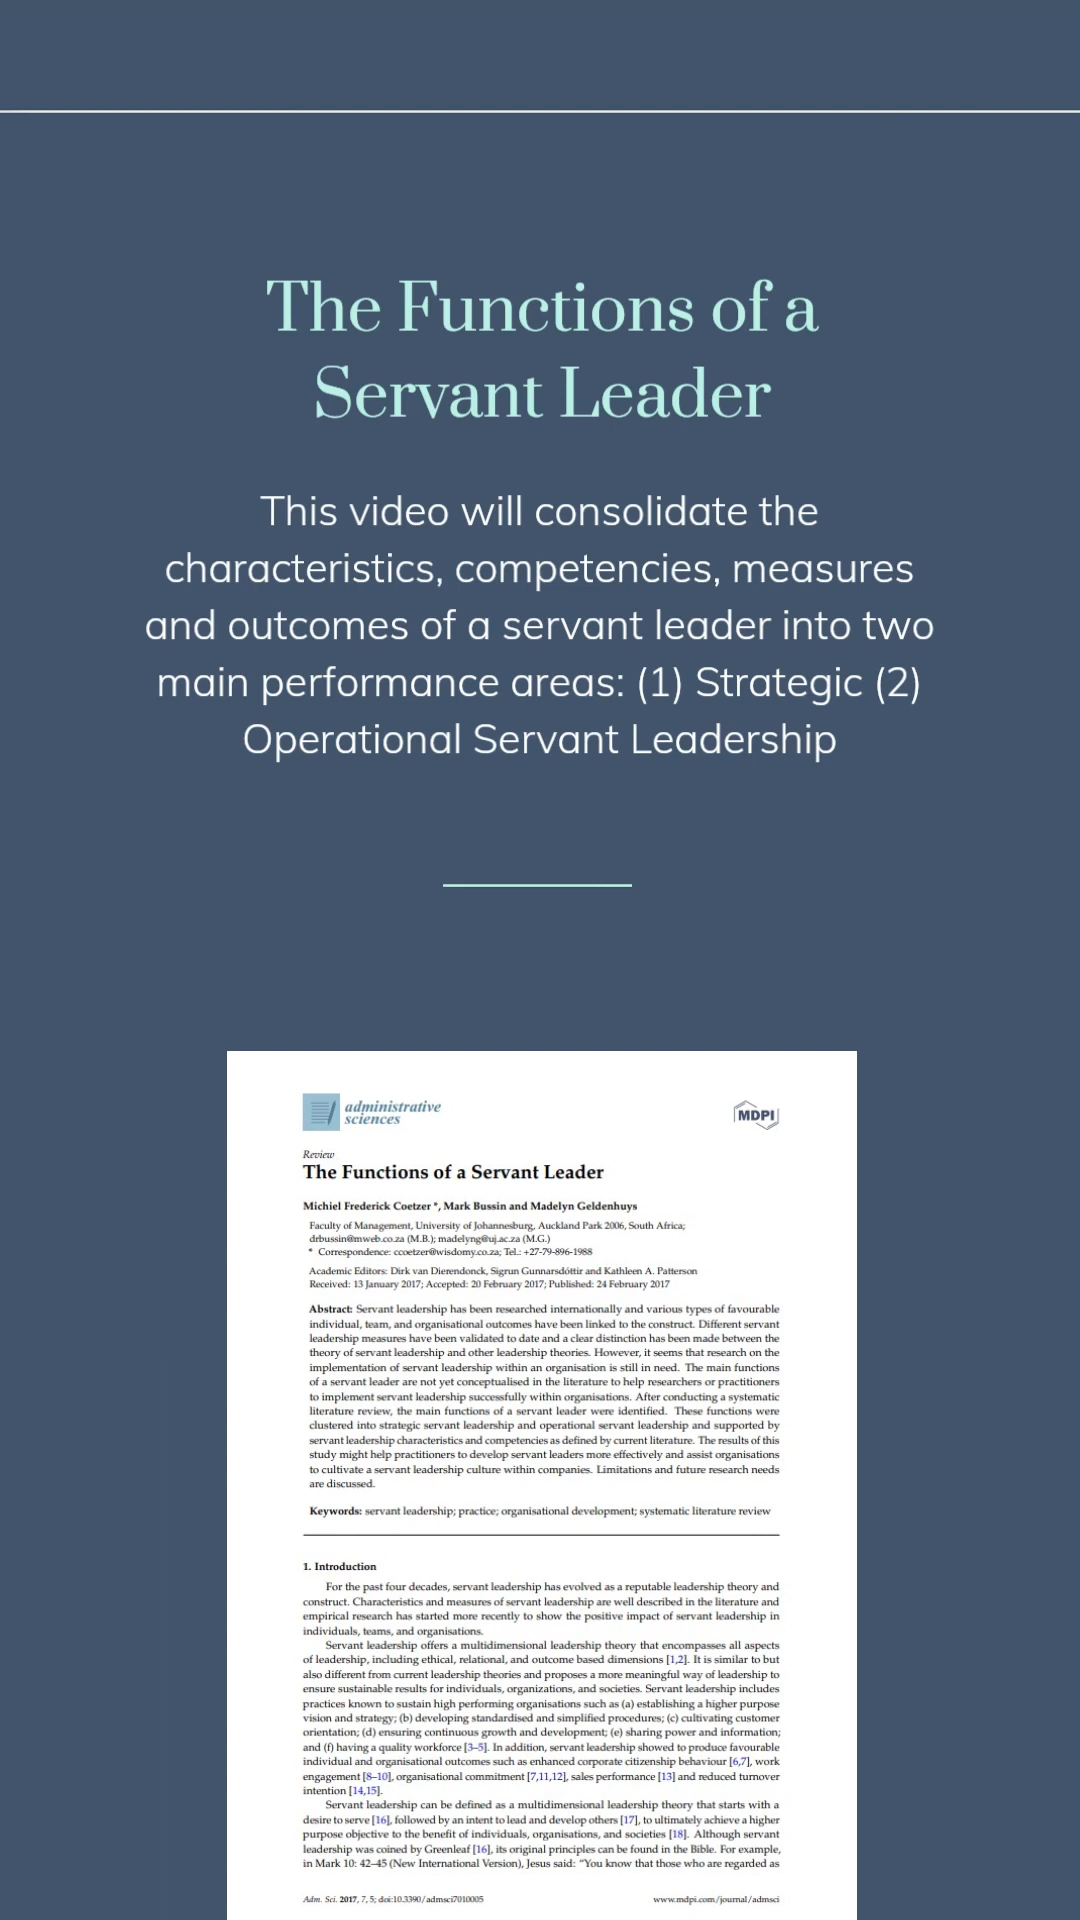 The Functions of a
Servant Leader
This video will consolidate the
characteristics, competencies, measures
and outcomes of a servant leader into two
main performance areas: (1) Strategic (2)
Operational Servant Leadership
administrative
sciences
MDPI
Review
The Functions of a Servant Leader
Michiel Frederick Coetzer *, Mark Bussin and Madelyn Geldenhuys
Faculty of Management, University of Johannesburg, Auckland Park 2006, South Africa;
drbussin@mweb.co.za (M.B.); madelyng@uj.ac.za (M.G.)
* Correspondence: ccoetzer@wisdomy.co.za; Tel.: +27-79-896-1988
Academic Editors: Dirk van Dierendonck, Sigrun Gunnarsdóttir and Kathleen A. Patterson
Received: 13 January 2017; Accepted: 20 February 2017; Published: 24 February 2017
Abstract: Servant leadership has been researched internationally and various types of favourable
individual, team, and organisational outcomes have been linked to the construct. Different servant
leadership measures have been validated to date and a clear distinction has been made between the
theory of servant leadership and other leadership theories. However, it seems that research on the
implementation of servant leadership within an organisation is still in need. The main functions
of a servant leader are not yet conceptualised in the literature to help researchers or practitioners
to implement servant leadership successfully within organisations. After conducting a systematic
literature review, the main functions of a servant leader were identified. These functions were
clustered into strategic servant leadership and operational servant leadership and supported by
servant leadership characteristics and competencies as defined by current literature. The results of this
study might help practitioners to develop servant leaders more effectively and assist organisations
to cultivate a servant leadership culture within companies. Limitations and future research needs
are discussed.
Keywords: servant leadership; practice; organisational development; systematic literature review
1. Introduction
For the past four decades, servant leadership has evolved as a reputable leadership theory and
construct. Characteristics and measures of servant leadership are well described in the literature and
empirical research has started more recently to show the positive impact of servant leadership in
individuals, teams, and organisations.
Servant leadership offers a multidimensional leadership theory that encompasses all aspects
of leadership, including ethical, relational, and outcome based dimensions [1,2]. It is similar to but
also different from current leadership theories and proposes a more meaningful way of leadership to
ensure sustainable results for individuals, organizations, and societies. Servant leadership includes
practices known to sustain high performing organisations such as (a) establishing a higher purpose
vision and strategy; (b) developing standardised and simplified procedures; (c) cultivating customer
orientation; (d) ensuring continuous growth and development; (e) sharing power and information;
and (f) having a quality workforce [3–5]. In addition, servant leadership showed to produce favourable
individual and organisational outcomes such as enhanced corporate citizenship behaviour [6,7], work
engagement [8–10], organisational commitment [7,11,12], sales performance [13] and reduced turnover
intention [14,15].
Servant leadership can be defined as a multidimensional leadership theory that starts with a
desire to serve [16], followed by an intent to lead and develop others [17], to ultimately achieve a higher
purpose objective to the benefit of individuals, organisations, and societies [18]. Although servant
leadership was coined by Greenleaf [16], its original principles can be found in the Bible. For example,
in Mark 10: 42–45 (New International Version), Jesus said: “You know that those who are regarded as
Adm. Sci. 2017, 7, 5; doi:10.3390/admsci7010005
www.mdpi.com/journal/admsci